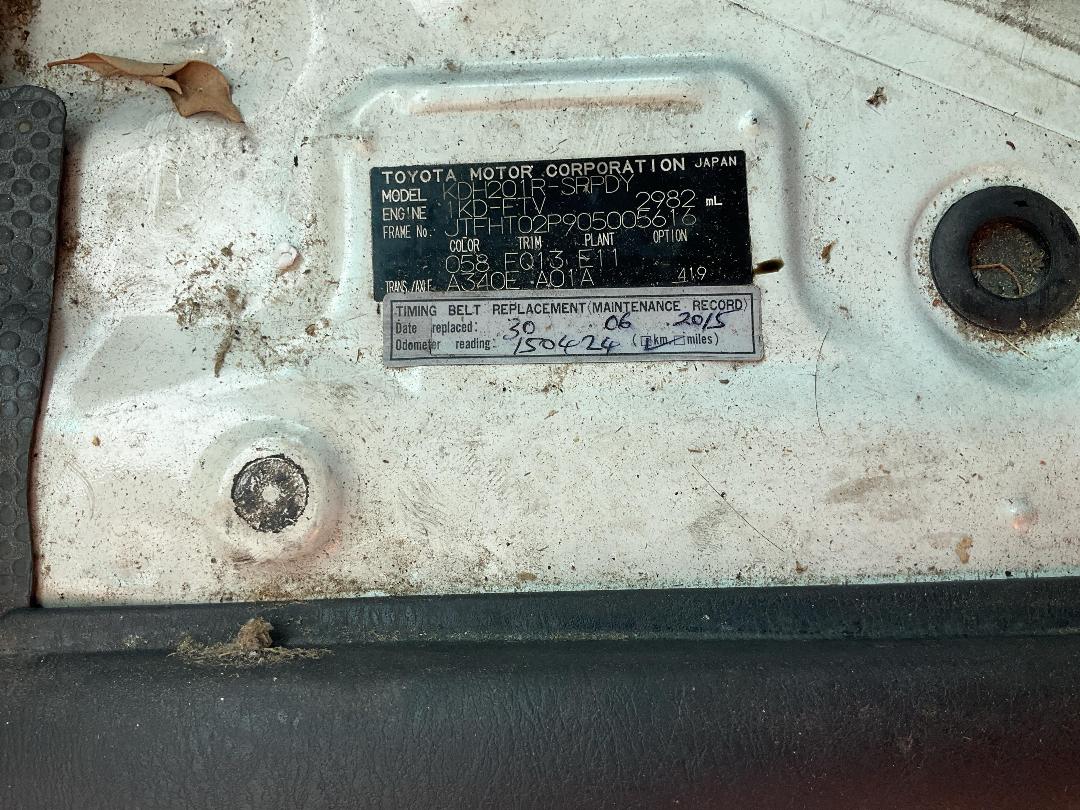 TOYOTA MOTOR CORPORATION JAPAN
MODEL KDH201R-SRPDY
ENGINE 1KD-FTV 2982 mL
FRAME No. JTFHT02P905005616
COLOR TRIM PLANT OPTION
058 FQ13 F11
TRANS/AXLE A340E A01A 419
TIMING BELT REPLACEMENT (MAINTENANCE RECORD)
Date replaced: 30 06 2015
Odometer reading: 150424 (□km □miles)